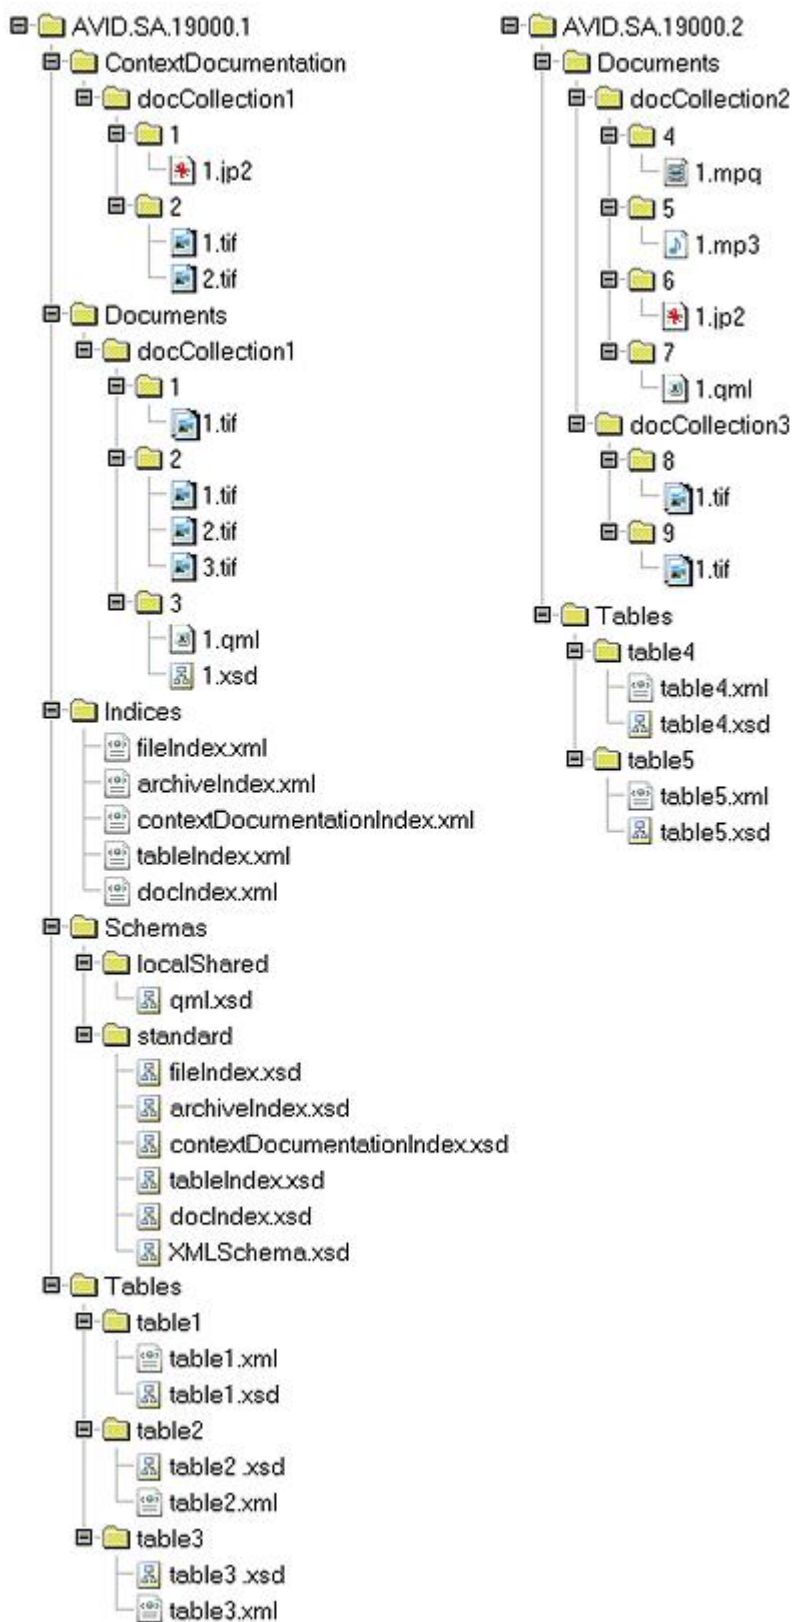 AVID.SA.19000.1
ContextDocumentation
docCollection1
1
1.jp2
2
1.tif
2.tif
Documents
docCollection1
1
1.tif
2
1.tif
2.tif
3.tif
3
1.qml
1.xsd
Indices
fileIndex.xml
archiveIndex.xml
contextDocumentationIndex.xml
tableIndex.xml
docIndex.xml
Schemas
localShared
qml.xsd
standard
fileIndex.xsd
archiveIndex.xsd
contextDocumentationIndex.xsd
tableIndex.xsd
docIndex.xsd
XMLSchema.xsd
Tables
table1
table1.xml
table1.xsd
table2
table2 .xsd
table2.xml
table3
table3 .xsd
table3.xml
AVID.SA.19000.2
Documents
docCollection2
4
1.mpq
5
1.mp3
6
1.jp2
7
1.qml
docCollection3
8
1.tif
9
1.tif
Tables
table4
table4.xml
table4.xsd
table5
table5.xml
table5.xsd